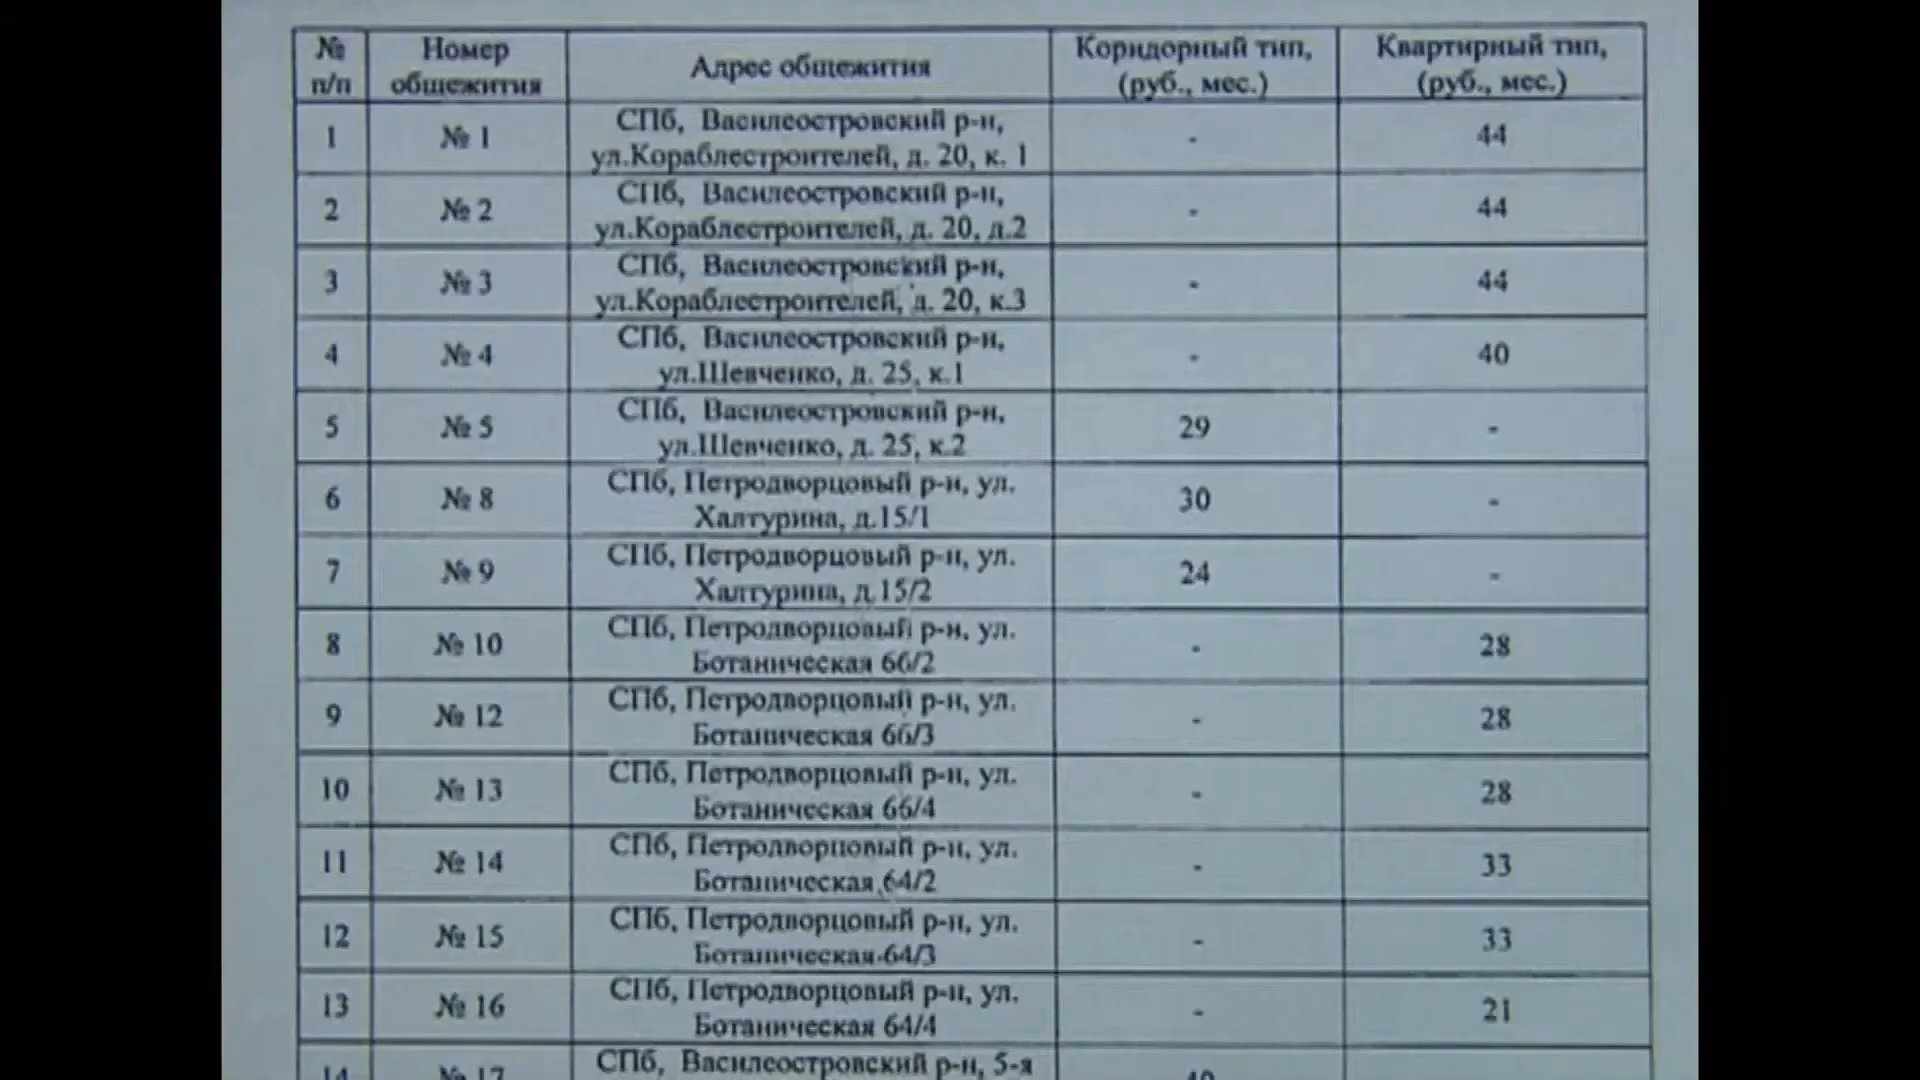 № п/п Номер общежития Адрес общежития Коридорный тип, (руб., мес.) Квартирный тип, (руб., мес.)
1 № 1 СПб, Василеостровский р-н, - 44
ул.Кораблестроителей, д. 20, к. 1
2 № 2 СПб, Василеостровский р-н, - 44
ул.Кораблестроителей, д. 20, д.2
3 № 3 СПб, Василеостровский р-н, - 44
ул.Кораблестроителей, д. 20, к.3
4 № 4 СПб, Василеостровский р-н, - 40
ул.Шевченко, д. 25, к.1
5 № 5 СПб, Василеостровский р-н, 29 -
ул.Шевченко, д. 25, к.2
6 № 8 СПб, Петродворцовый р-н, ул. 30 -
Халтурина, д.15/1
7 № 9 СПб, Петродворцовый р-н, ул. 24 -
Халтурина, д.15/2
8 № 10 СПб, Петродворцовый р-н, ул. - 28
Ботаническая 66/2
9 № 12 СПб, Петродворцовый р-н, ул. - 28
Ботаническая 66/3
10 № 13 СПб, Петродворцовый р-н, ул. - 28
Ботаническая 66/4
11 № 14 СПб, Петродворцовый р-н, ул. - 33
Ботаническая 64/2
12 № 15 СПб, Петродворцовый р-н, ул. - 33
Ботаническая 64/3
13 № 16 СПб, Петродворцовый р-н, ул. - 21
Ботаническая 64/4
14 № 17 СПб, Василеостровский р-н, 5-я